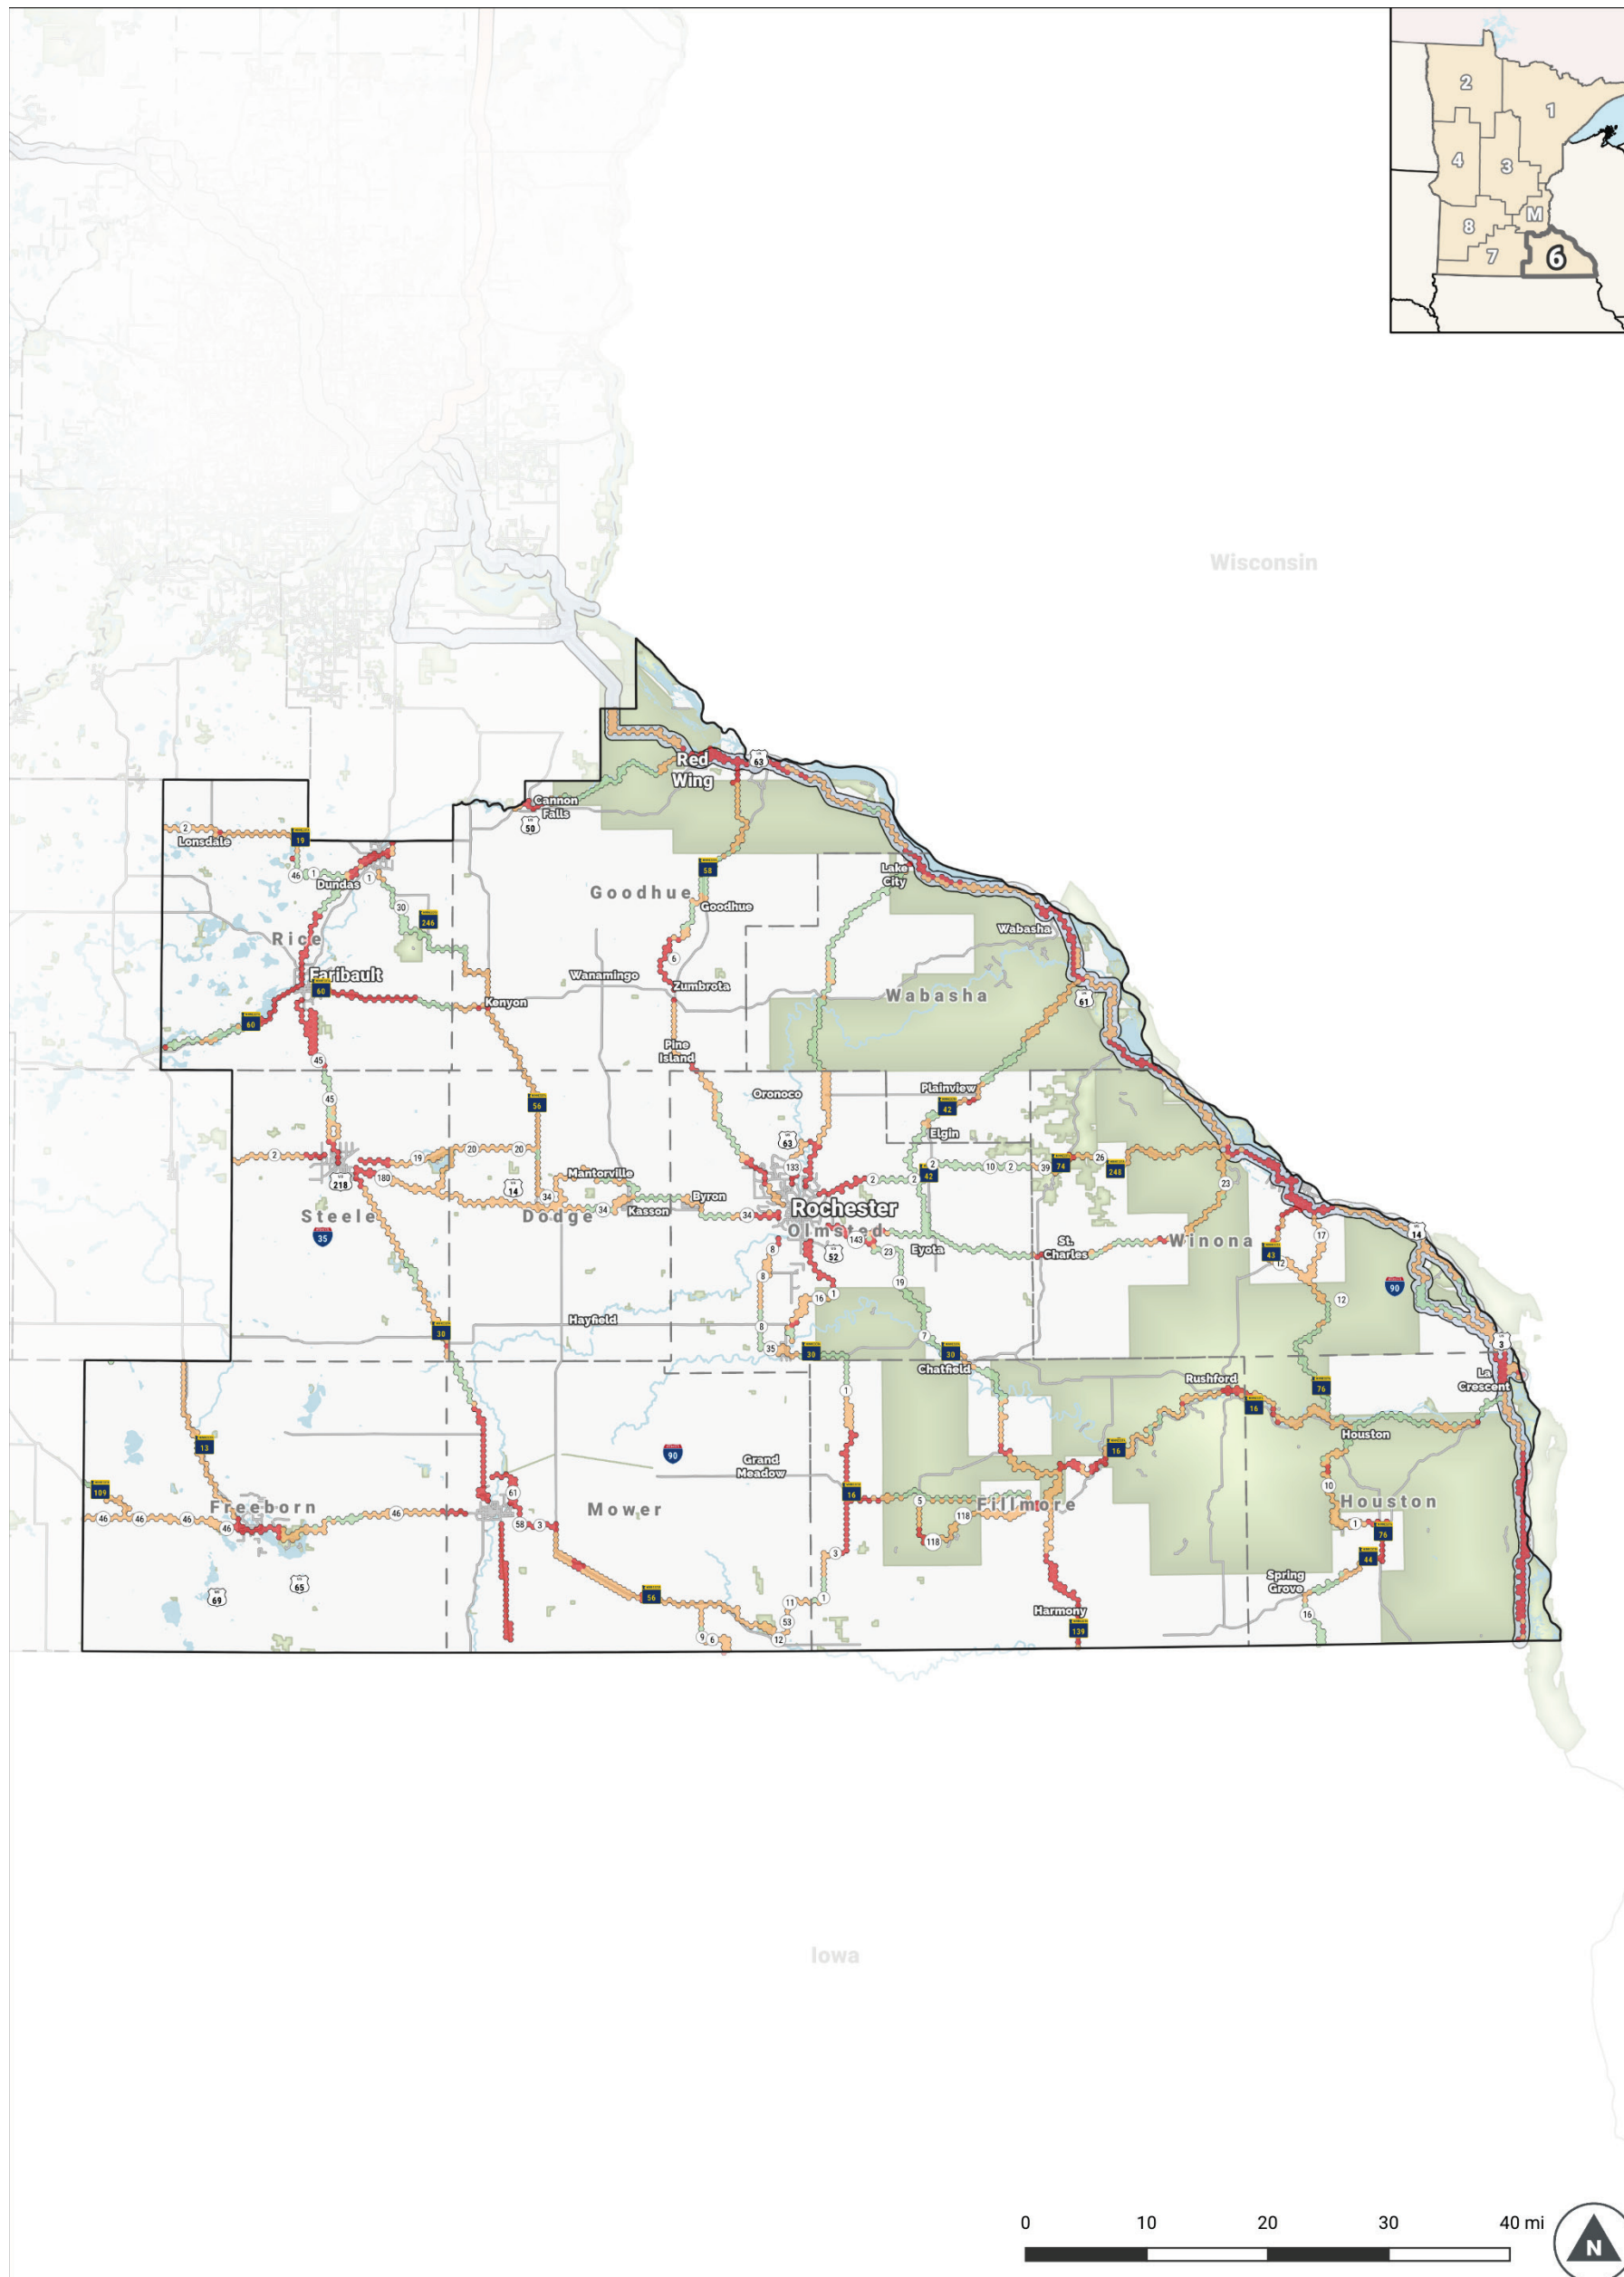 2
1
4
3
M
8
7
6
Wisconsin
63
Red
Wing
Cannon
Falls
50
2
Lonsdale
19
46
1
Dundas
1
58
Lake
City
Goodhue
Goodhue
30
246
Rice
Wabasha
6
Faribault
60
Wanamingo
Zumbrota
Wabasha
61
Kenyon
60
Pine
Island
45
45
56
Oronoco
Plainview
42
Elgin
63
2
19
20
20
133
2
10
2
39
74
26
248
218
180
Mantorville
14
34
34
Kasson
Byron
34
2
2
42
23
Rochester
Steele
Dodge
Olmsted
35
143
52
23
Eyota
St.
Charles
Winona
17
14
43
12
8
8
19
16
1
12
90
Hayfield
8
35
30
30
7
30
Chatfield
3
La
Crescent
1
Rushford
76
16
Houston
13
90
Grand
Meadow
16
109
16
5
Fillmore
10
Houston
Freeborn
46
46
46
46
46
61
Mower
58
3
118
118
1
76
3
44
69
65
56
11
1
Spring
Grove
53
Harmony
16
9
6
12
139
Iowa
0
10
20
30
40 mi
N